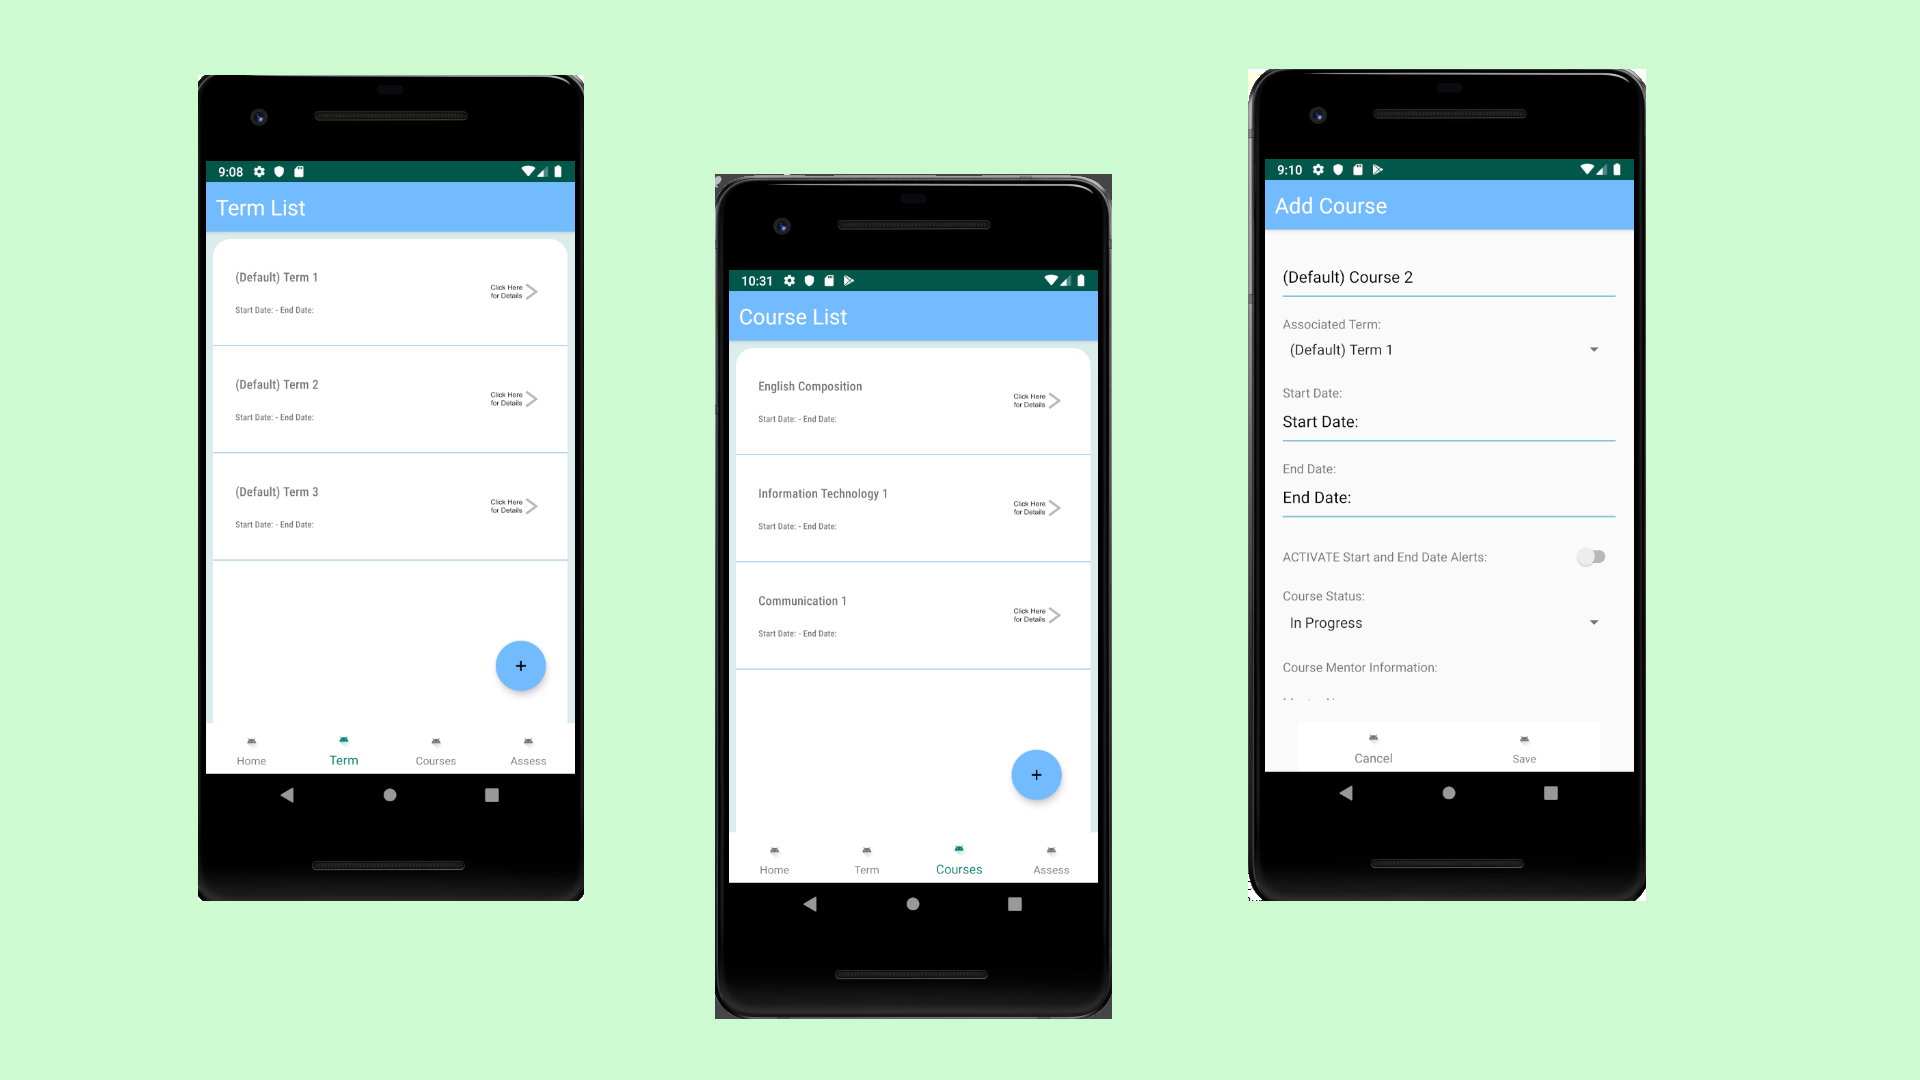 9:08
Term List
(Default) Term 1
Click Here
for Details
Start Date: - End Date:
(Default) Term 2
Click Here
for Details
Start Date: - End Date:
(Default) Term 3
Click Here
for Details
Start Date: - End Date:
+
Home Term Courses Assess
10:31
Course List
English Composition
Click Here
for Details
Start Date: - End Date:
Information Technology 1
Click Here
for Details
Start Date: - End Date:
Communication 1
Click Here
for Details
Start Date: - End Date:
+
Home Term Courses Assess
9:10
Add Course
(Default) Course 2
Associated Term:
(Default) Term 1
Start Date:
Start Date:
End Date:
End Date:
ACTIVATE Start and End Date Alerts:
Course Status:
In Progress
Course Mentor Information:
Cancel Save